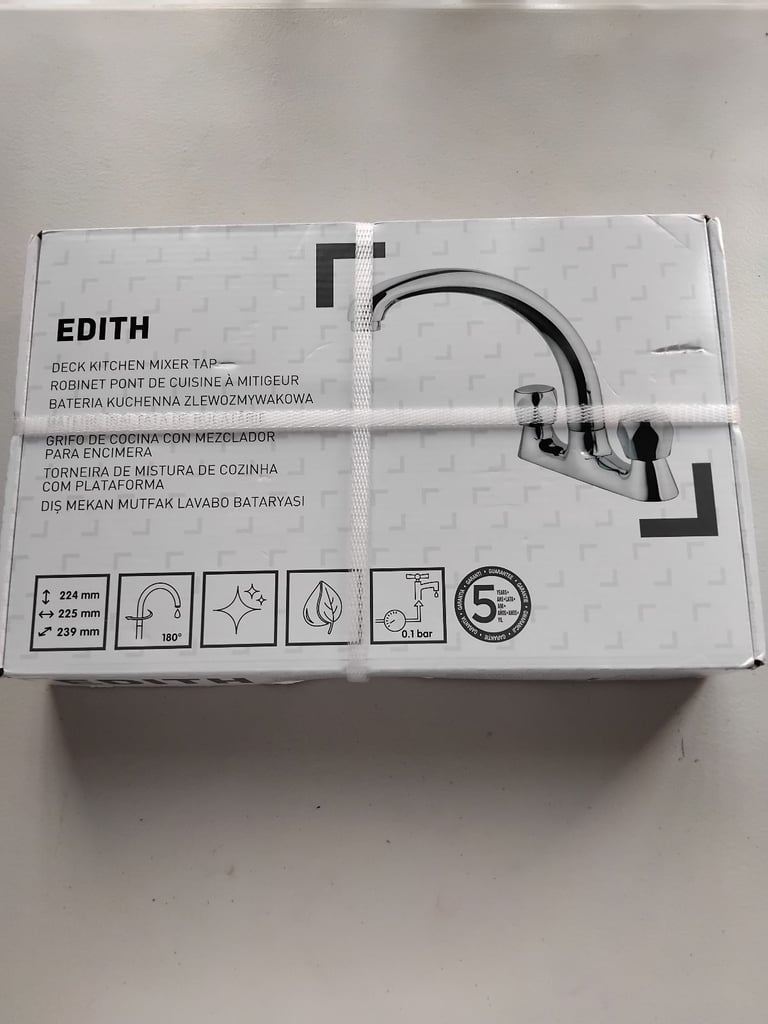 EDITH
DECK KITCHEN MIXER TAP
ROBINET PONT DE CUISINE À MITIGEUR
BATERIA KUCHENNA ZLEWOZMYWAKOWA
GRIFO DE COCINA CON MEZCLADOR
PARA ENCIMERA
TORNEIRA DE MISTURA DE COZINHA
COM PLATAFORMA
DIŞ MEKAN MUTFAK LAVABO BATARYASI
224 mm
225 mm
239 mm
180°
0.1 bar
5
GUARANTEE
EDITH